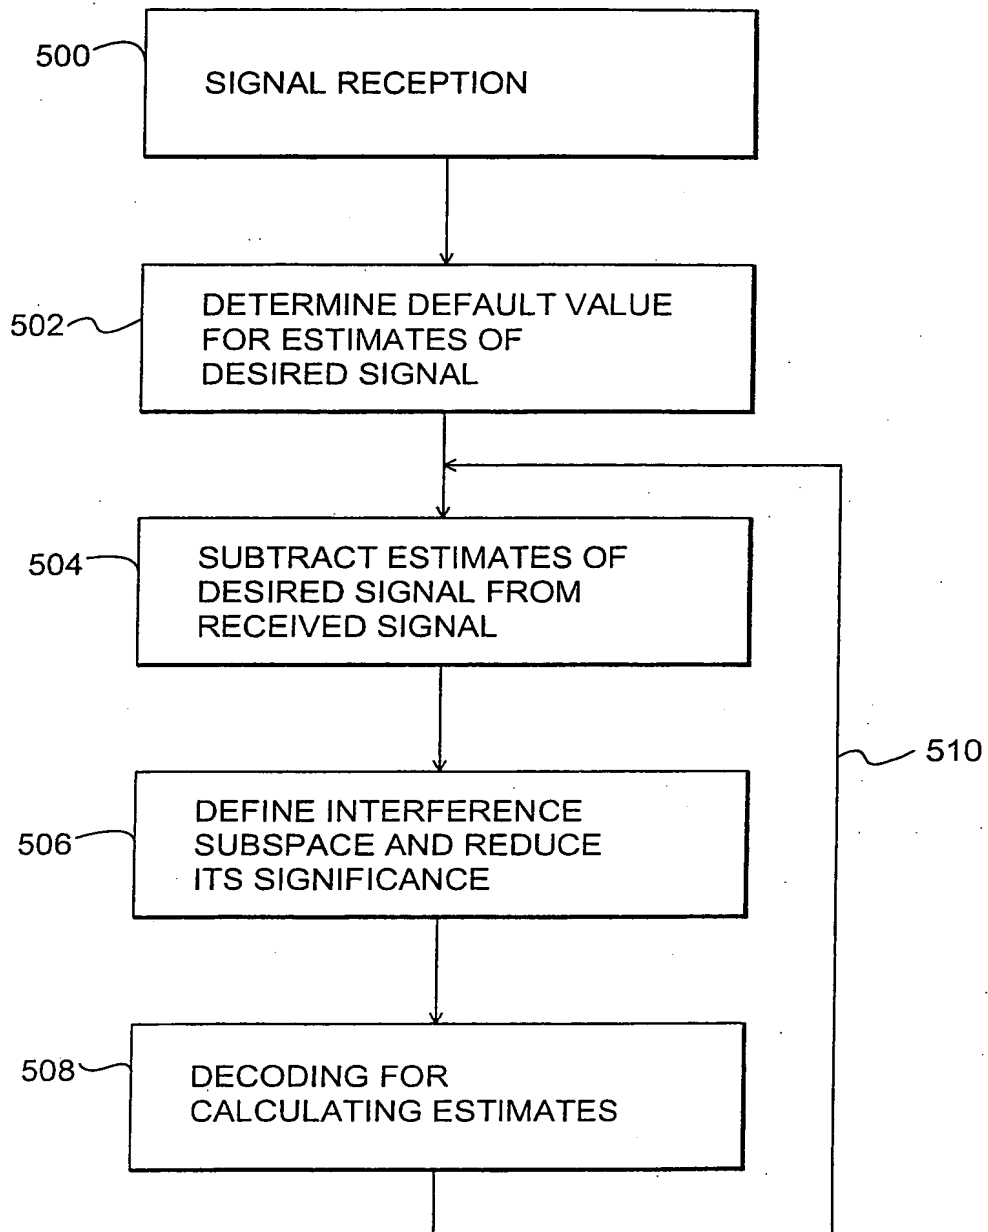 500
SIGNAL RECEPTION
502
DETERMINE DEFAULT VALUE
FOR ESTIMATES OF
DESIRED SIGNAL
504
SUBTRACT ESTIMATES OF
DESIRED SIGNAL FROM
RECEIVED SIGNAL
510
506
DEFINE INTERFERENCE
SUBSPACE AND REDUCE
ITS SIGNIFICANCE
508
DECODING FOR
CALCULATING ESTIMATES